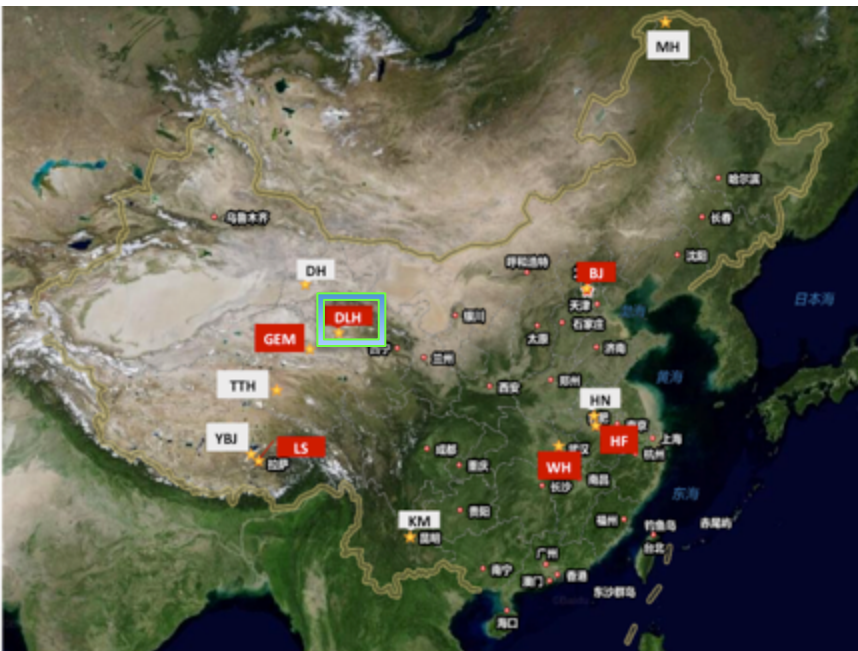 MH
哈尔滨
乌鲁木齐
长春
沈阳
呼和浩特
DH
BJ
天津
渤海
日本海
DLH
银川
石家庄
太原
GEM
济南
兰州
黄海
TTH
西安
郑州
HN
南京
YBJ
LS
HF
上海
拉萨
成都
武汉
杭州
WH
重庆
南昌
长沙
东海
KM
贵阳
昆明
福州
钓鱼岛
赤尾屿
台北
广州
南宁
香港
澳门
东沙群岛
海口